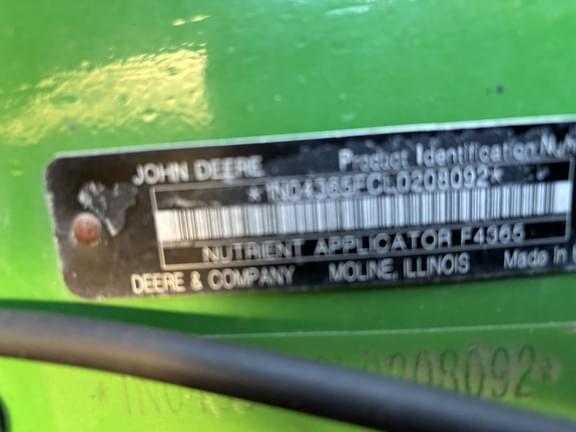 JOHN DEERE Product Identification
*1N04365FCL0208092*
NUTRIENT APPLICATOR F4365
DEERE & COMPANY MOLINE, ILLINOIS Made in
0208092*